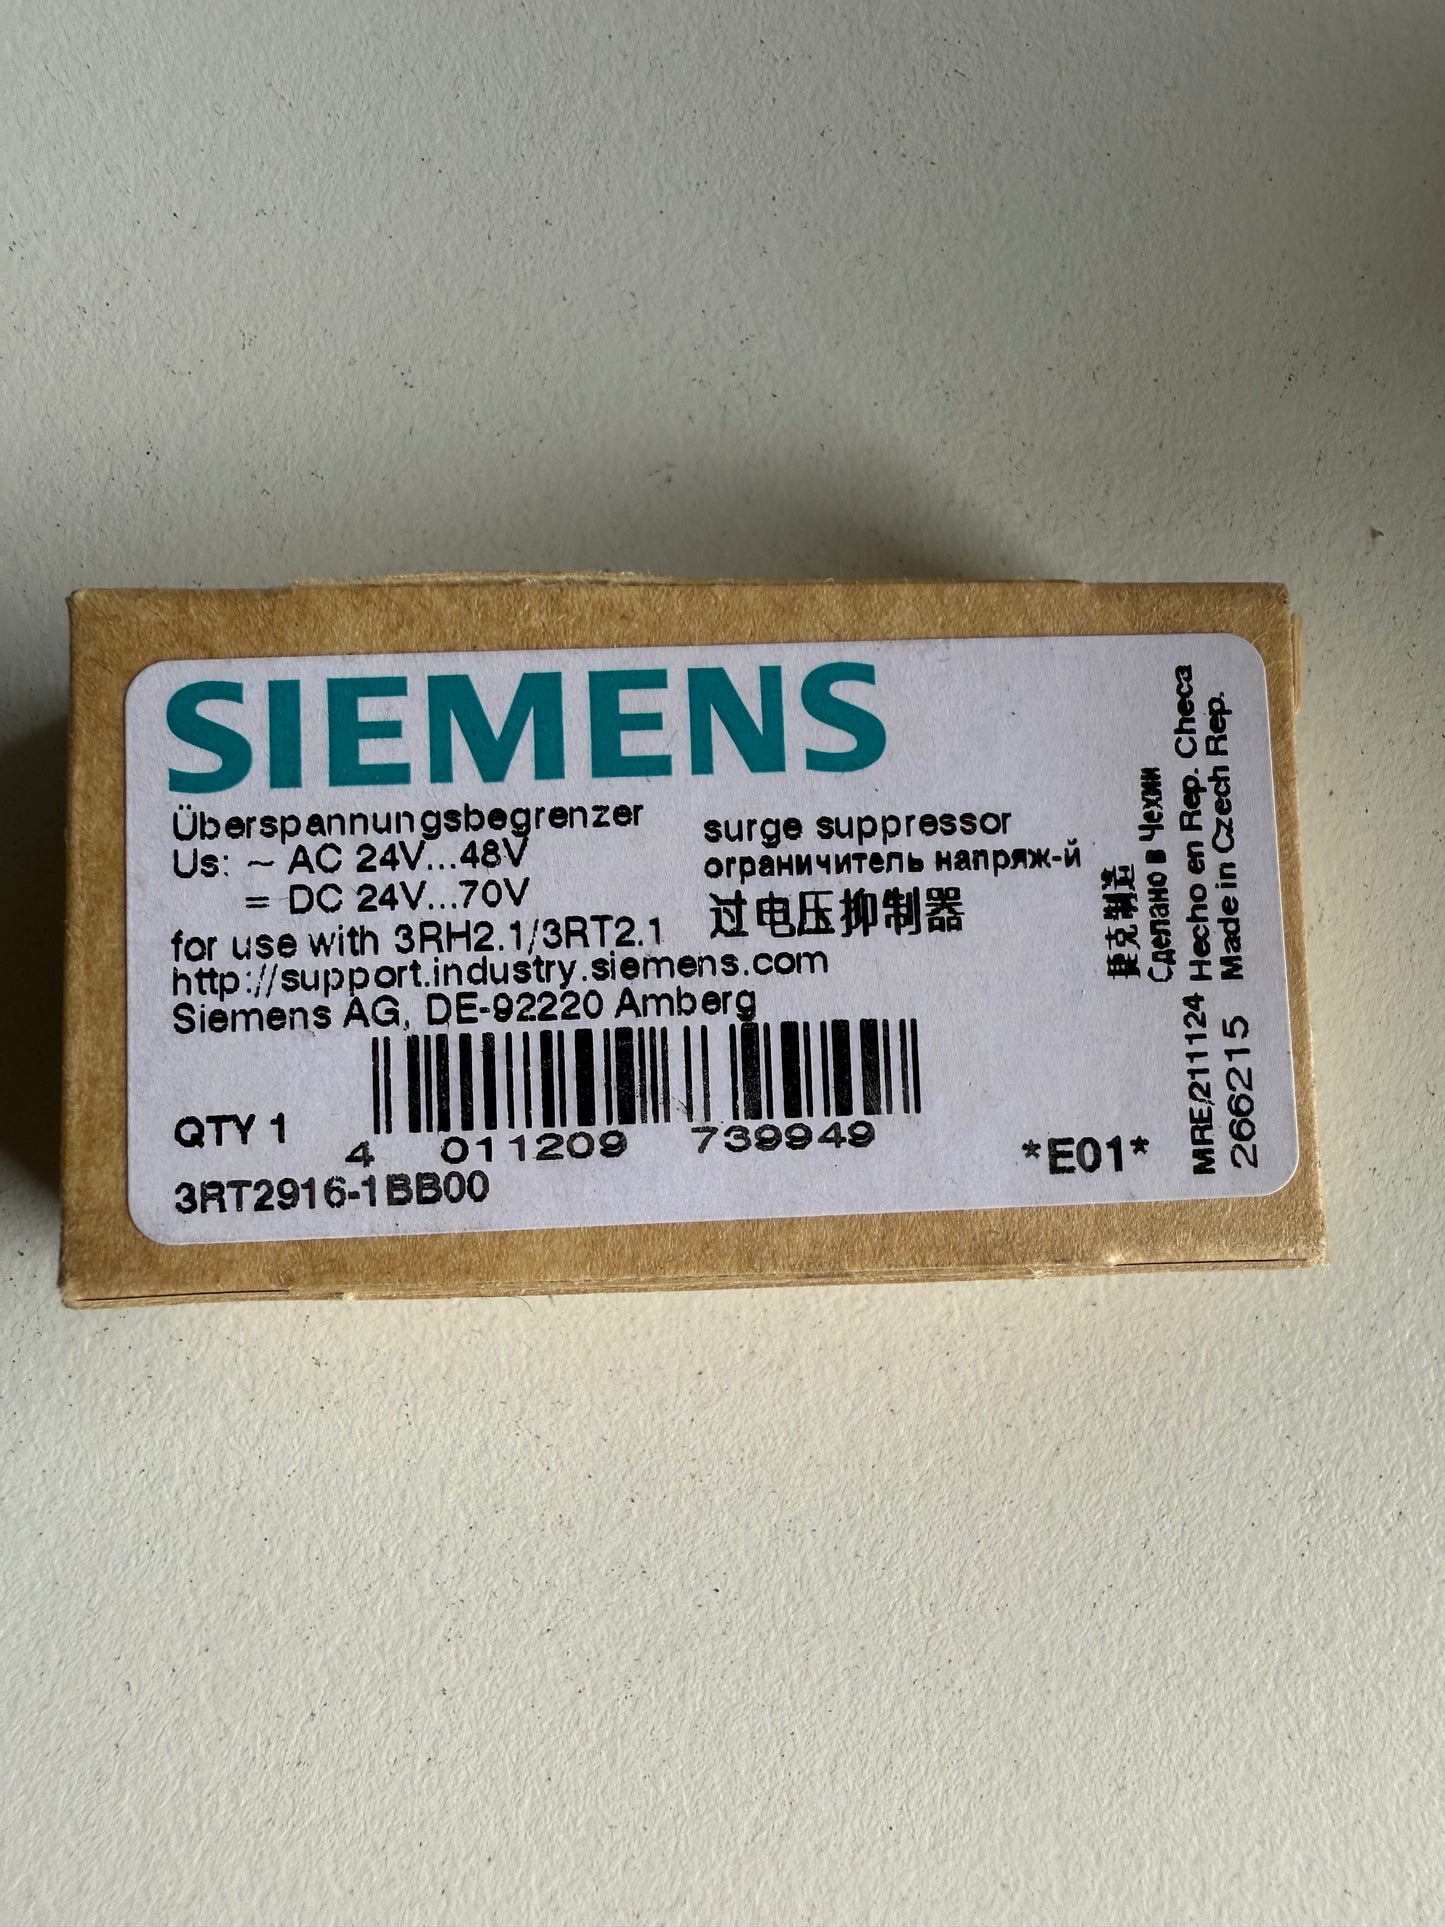 SIEMENS
Überspannungsbegrenzer
Us: ~ AC 24V...48V
= DC 24V...70V
for use with 3RH2.1/3RT2.1
http://support.industry.siemens.com
Siemens AG, DE-92220 Amberg
surge suppressor
ограничитель напряж-й
过电压抑制器
QTY 1
4 011209 739949
3RT2916-1BB00
*E01*
捷克制造
Сделано в Чехии
MRE/211124 Hecho en Rep. Checa
266215 Made in Czech Rep.